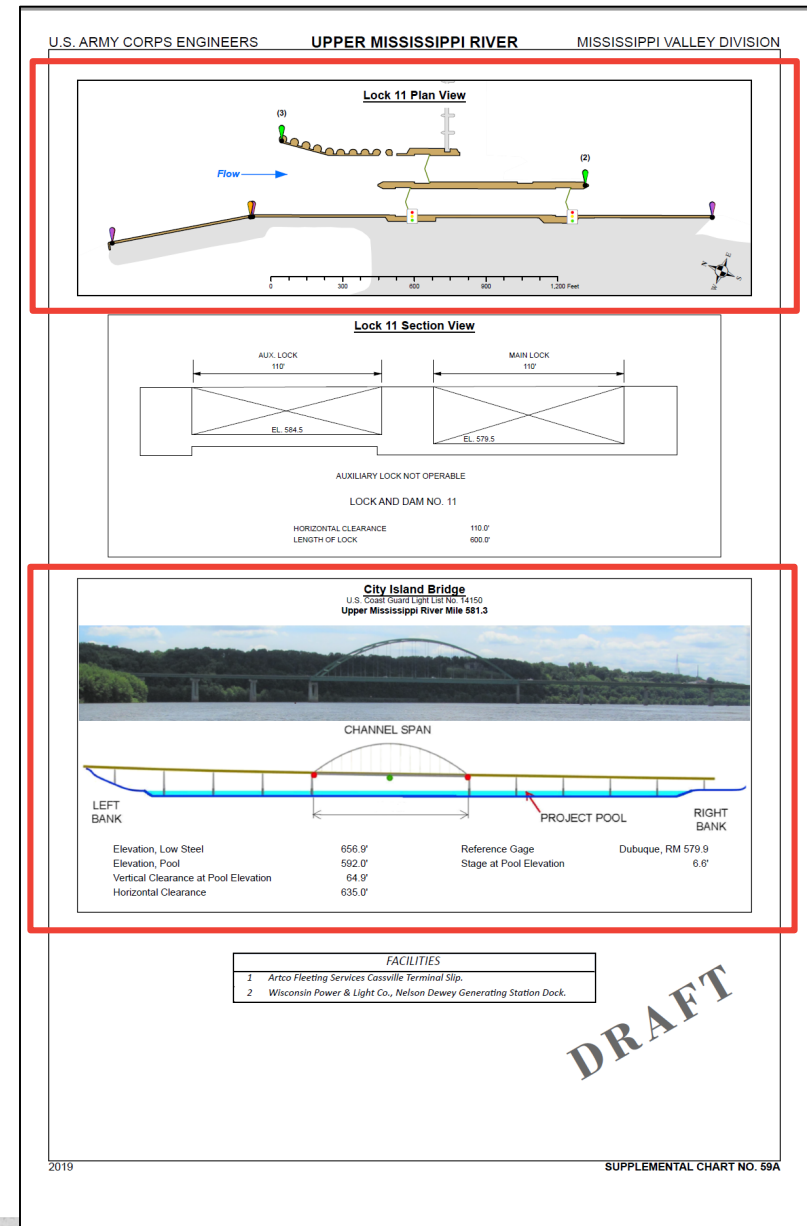 U.S. ARMY CORPS ENGINEERS UPPER MISSISSIPPI RIVER MISSISSIPPI VALLEY DIVISION
Lock 11 Plan View
(3)
(2)
Flow
N E
W S
0 300 600 900 1,200 Feet
Lock 11 Section View
AUX. LOCK MAIN LOCK
110' 110'
EL. 584.5 EL. 579.5
AUXILIARY LOCK NOT OPERABLE
LOCK AND DAM NO. 11
HORIZONTAL CLEARANCE 110.0'
LENGTH OF LOCK 600.0'
City Island Bridge
U.S. Coast Guard Light List No. 14150
Upper Mississippi River Mile 581.3
CHANNEL SPAN
LEFT BANK
PROJECT POOL
RIGHT BANK
Elevation, Low Steel 656.9' Reference Gage Dubuque, RM 579.9
Elevation, Pool 592.0' Stage at Pool Elevation 6.6'
Vertical Clearance at Pool Elevation 64.9'
Horizontal Clearance 635.0'
FACILITIES
1 Artco Fleeting Services Cassville Terminal Slip.
2 Wisconsin Power & Light Co., Nelson Dewey Generating Station Dock.
DRAFT
2019 SUPPLEMENTAL CHART NO. 59A